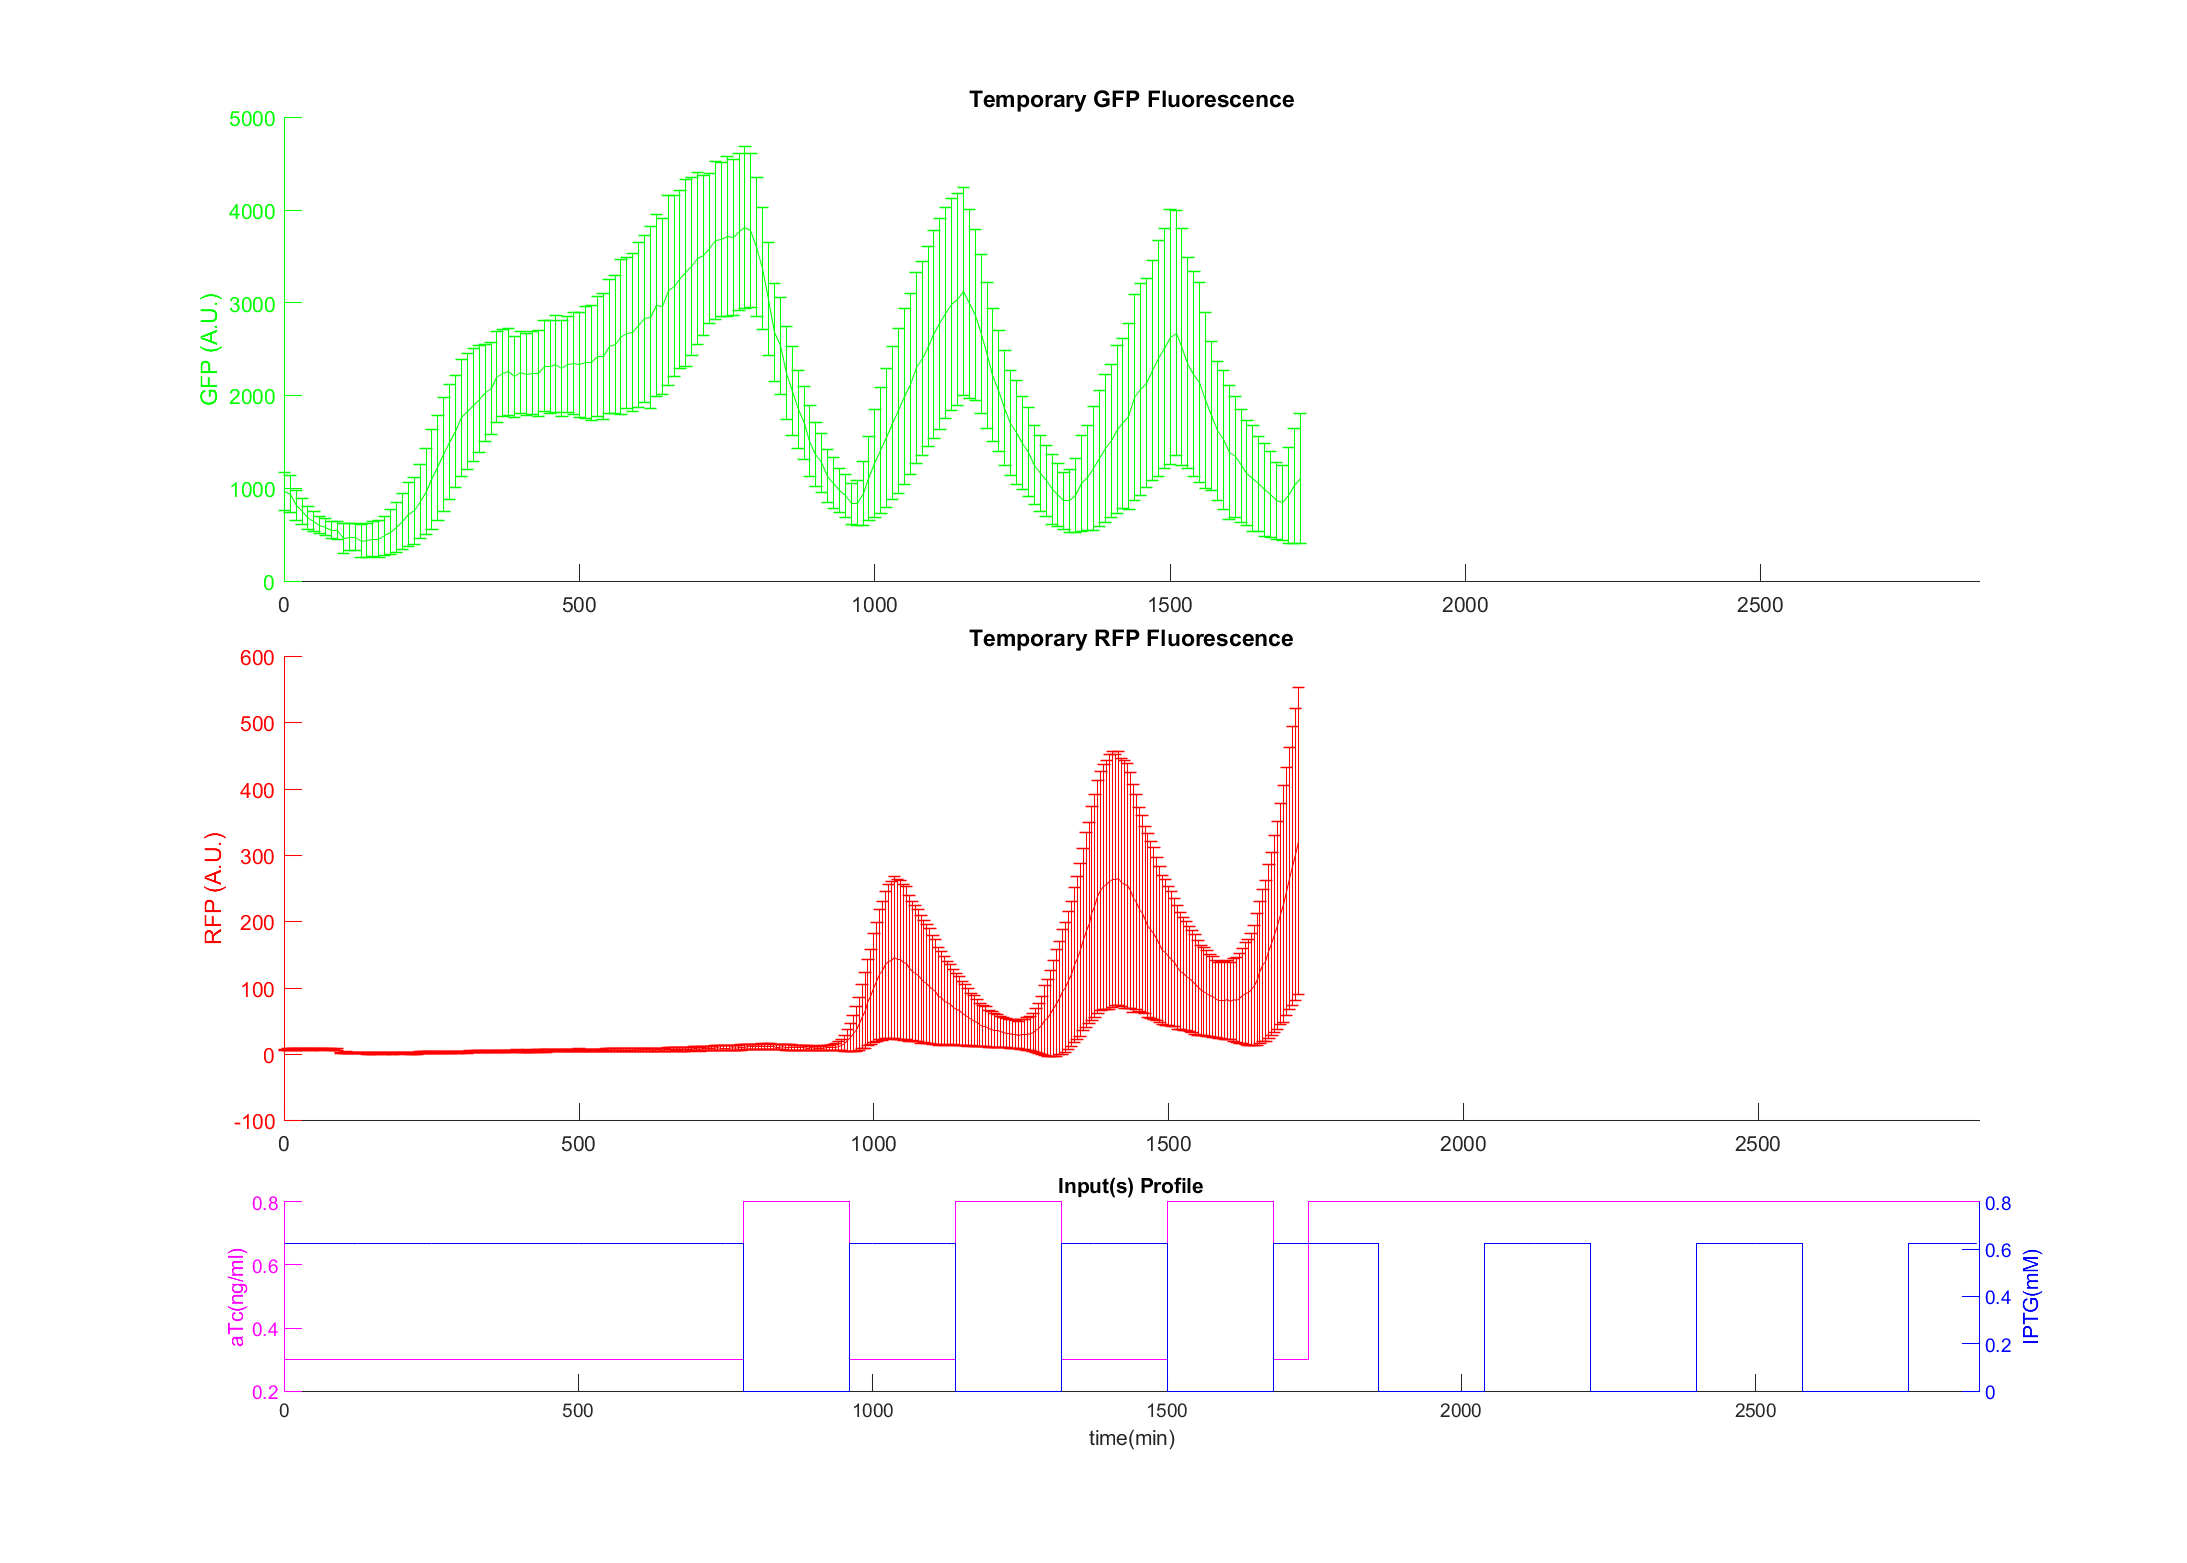 Temporary GFP Fluorescence
GFP (A.U.)
5000
4000
3000
2000
1000
0
0 500 1000 1500 2000 2500
Temporary RFP Fluorescence
RFP (A.U.)
600
500
400
300
200
100
0
-100
0 500 1000 1500 2000 2500
Input(s) Profile
aTc(ng/ml)
0.8
0.6
0.4
0.2
IPTG(mM)
0.8
0.6
0.4
0.2
0
0 500 1000 1500 2000 2500
time(min)